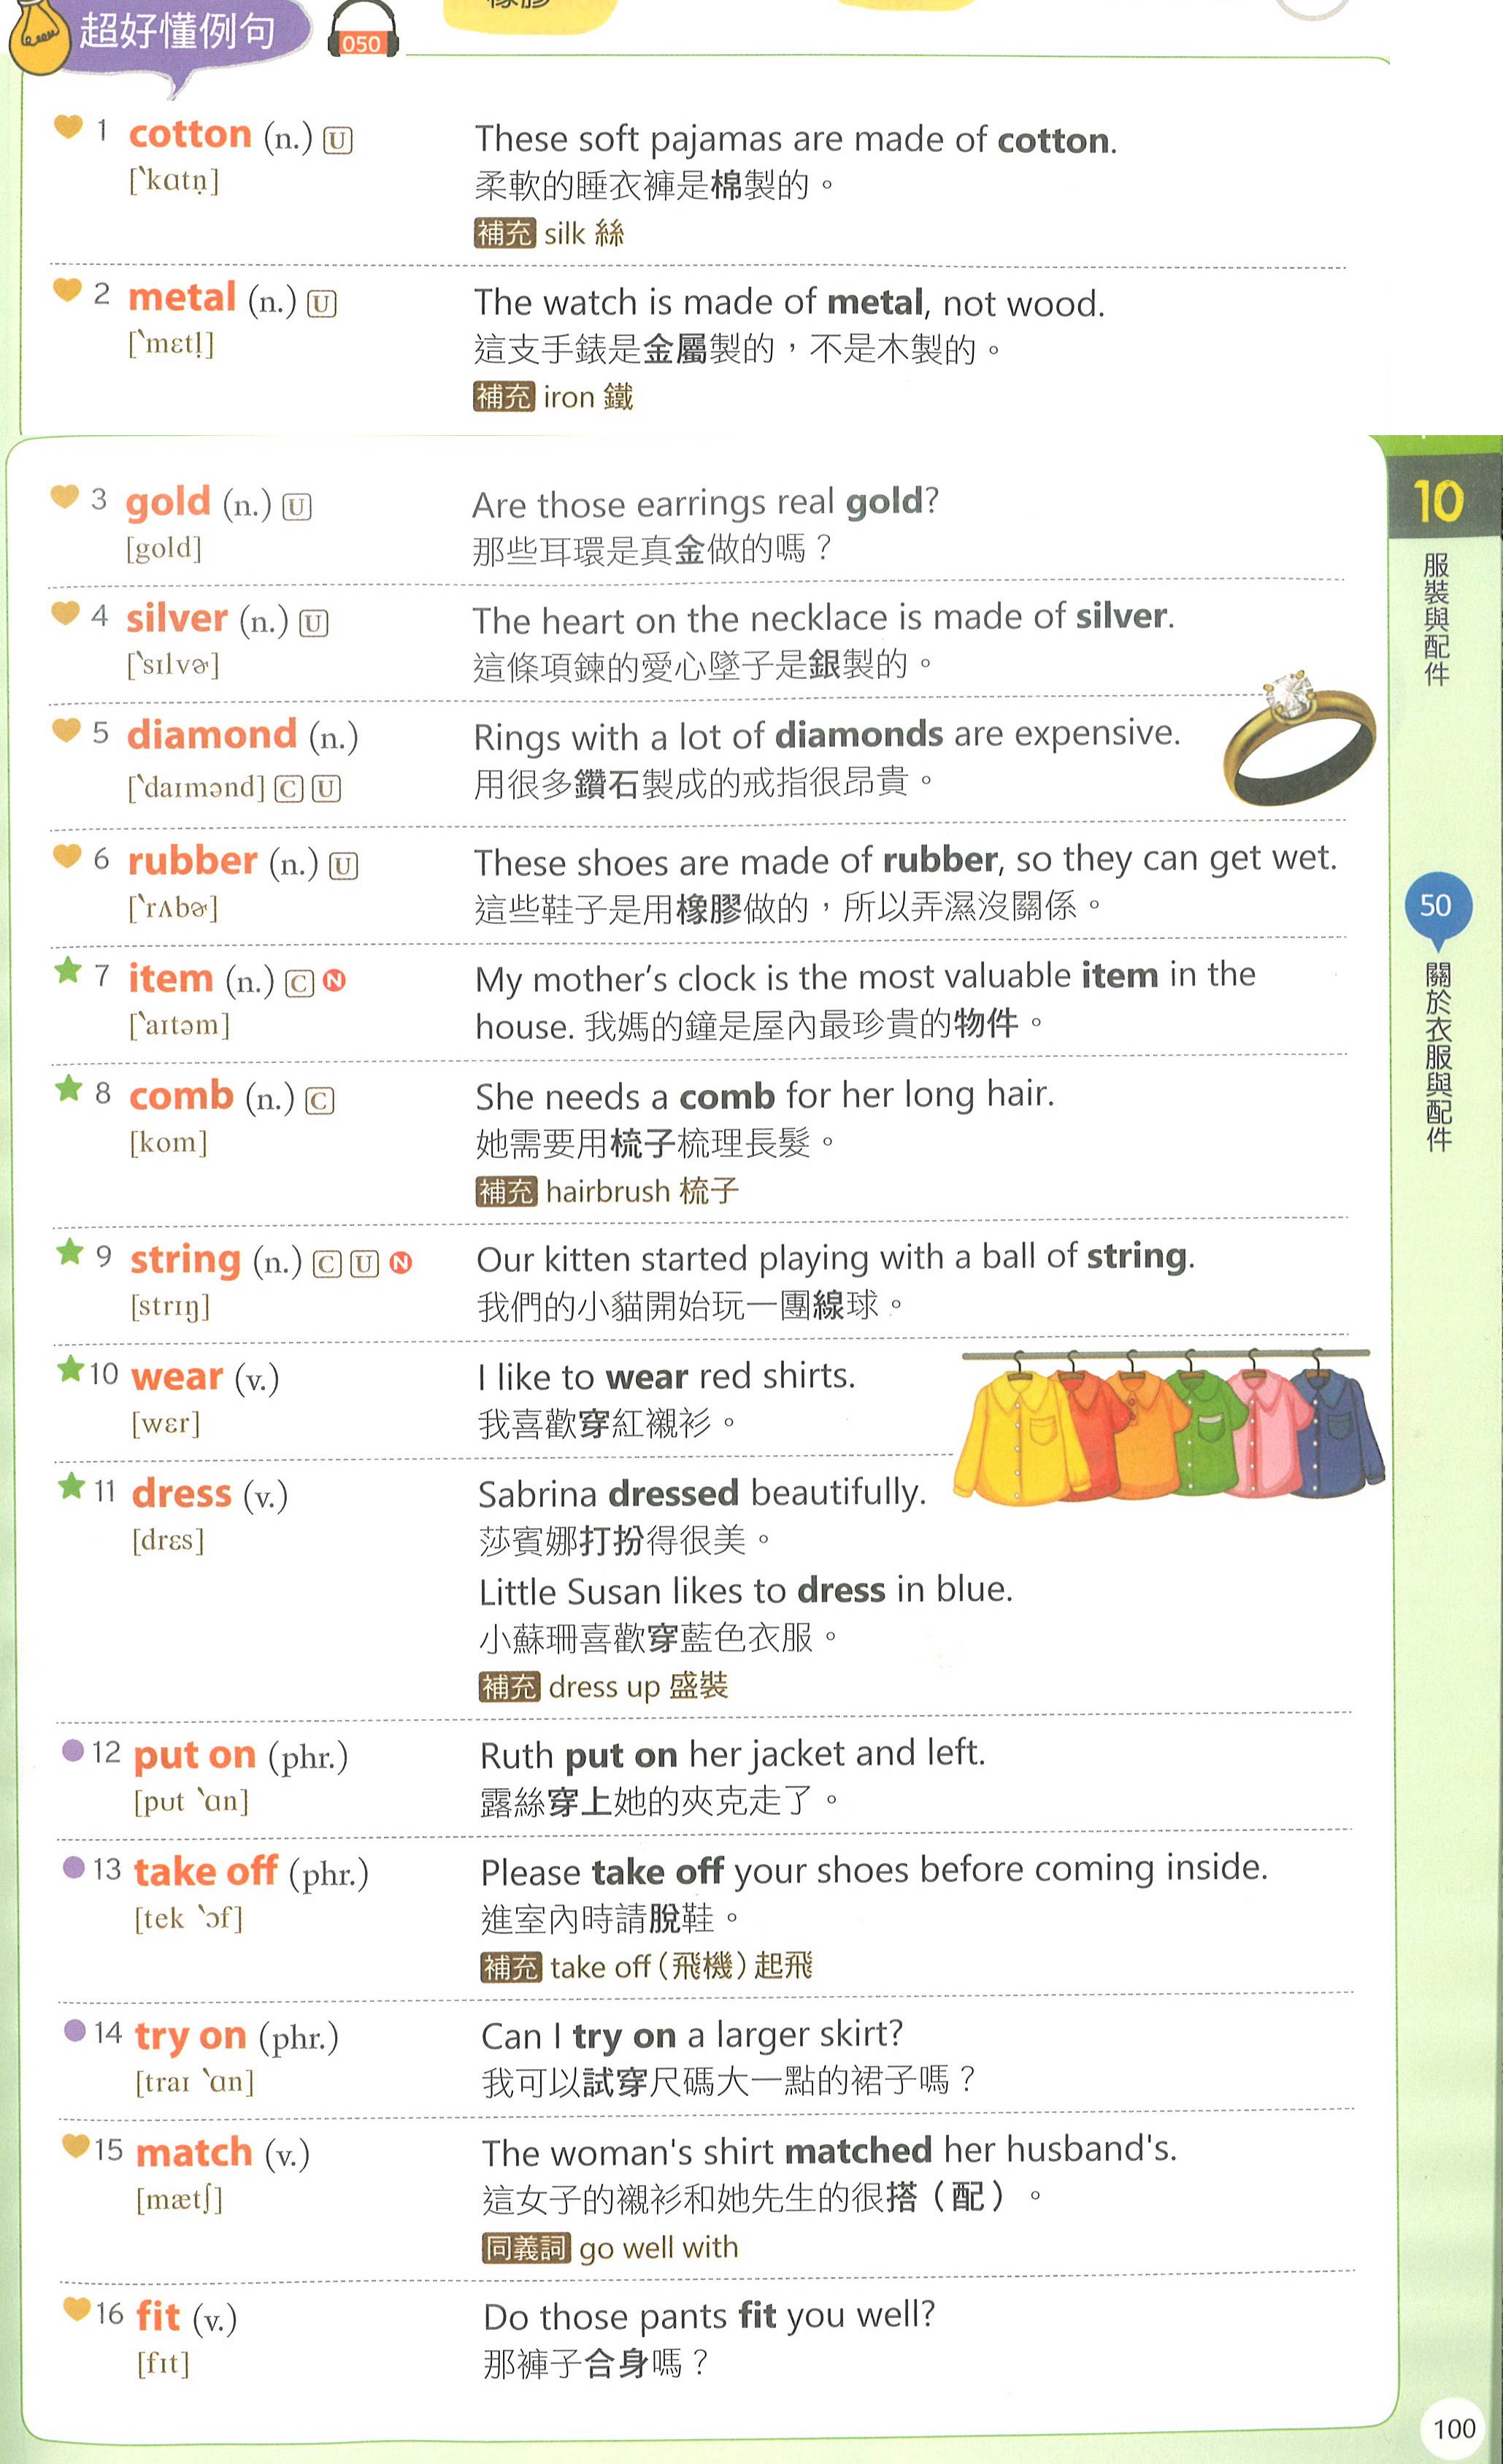 超好懂例句
050
1 cotton (n.) U
[ˋkɑtn̩]
These soft pajamas are made of cotton.
柔軟的睡衣褲是棉製的。
補充 silk 絲
2 metal (n.) U
[ˋmɛtl̩]
The watch is made of metal, not wood.
這支手錶是金屬製的，不是木製的。
補充 iron 鐵
3 gold (n.) U
[gold]
Are those earrings real gold?
那些耳環是真金做的嗎？
4 silver (n.) U
[ˋsɪlvɚ]
The heart on the necklace is made of silver.
這條項鍊的愛心墜子是銀製的。
5 diamond (n.)
[ˋdaɪmənd] C U
Rings with a lot of diamonds are expensive.
用很多鑽石製成的戒指很昂貴。
6 rubber (n.) U
[ˋrʌbɚ]
These shoes are made of rubber, so they can get wet.
這些鞋子是用橡膠做的，所以弄濕沒關係。
7 item (n.) C N
[ˋaɪtəm]
My mother's clock is the most valuable item in the
house. 我媽的鐘是屋內最珍貴的物件。
8 comb (n.) C
[kom]
She needs a comb for her long hair.
她需要用梳子梳理長髮。
補充 hairbrush 梳子
9 string (n.) C U N
[strɪŋ]
Our kitten started playing with a ball of string.
我們的小貓開始玩一團線球。
10 wear (v.)
[wɛr]
I like to wear red shirts.
我喜歡穿紅襯衫。
11 dress (v.)
[drɛs]
Sabrina dressed beautifully.
莎賓娜打扮得很美。
Little Susan likes to dress in blue.
小蘇珊喜歡穿藍色衣服。
補充 dress up 盛裝
12 put on (phr.)
[pʊt ˋɑn]
Ruth put on her jacket and left.
露絲穿上她的夾克走了。
13 take off (phr.)
[tek ˋɔf]
Please take off your shoes before coming inside.
進室內時請脫鞋。
補充 take off（飛機）起飛
14 try on (phr.)
[traɪ ˋɑn]
Can I try on a larger skirt?
我可以試穿尺碼大一點的裙子嗎？
15 match (v.)
[mætʃ]
The woman's shirt matched her husband's.
這女子的襯衫和她先生的很搭（配）。
同義詞 go well with
16 fit (v.)
[fɪt]
Do those pants fit you well?
那褲子合身嗎？
10
服裝與配件
50
關於衣服與配件
100